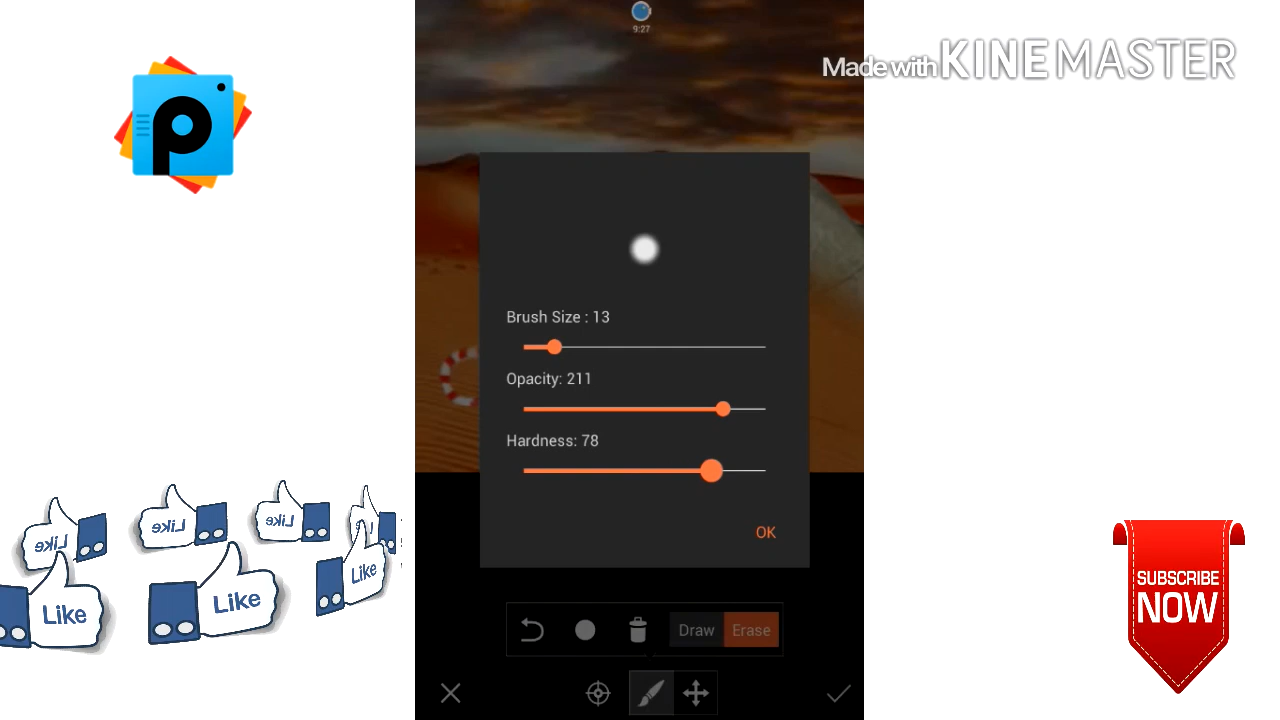 9:27
Made with KINEMASTER
Brush Size : 13
Opacity: 211
Hardness: 78
OK
Draw Erase
Like
Like
Like
Like
Like
Like
SUBSCRIBE
NOW